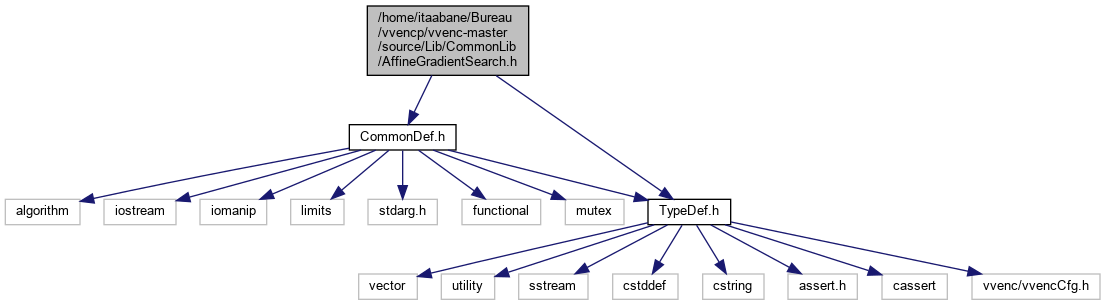 /home/itaabane/Bureau
/vvencp/vvenc-master
/source/Lib/CommonLib
/AffineGradientSearch.h
CommonDef.h
algorithm
iostream
iomanip
limits
stdarg.h
functional
mutex
TypeDef.h
vector
utility
sstream
cstddef
cstring
assert.h
cassert
vvenc/vvencCfg.h